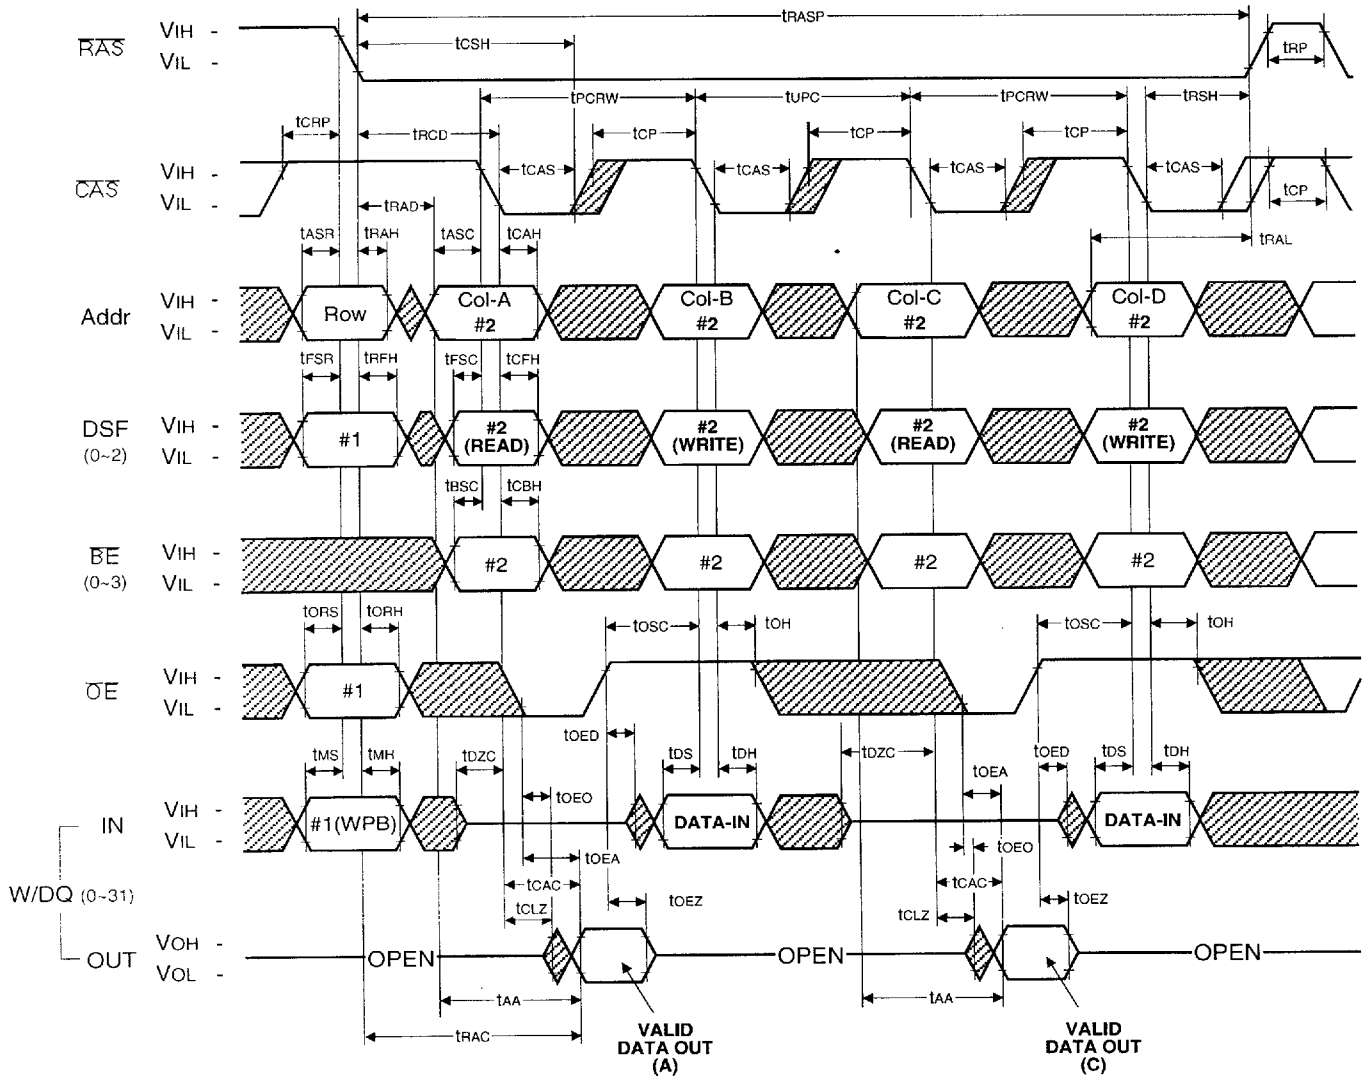 tRASP
RAS VIH -
VIL -
tCSH
tRP
tPCRW tUPC tPCRW tRSH
tCRP tRCD tCP tCP tCP
CAS VIH -
VIL -
tCAS tCAS tCAS tCAS tCP
tRAD
tASR tRAH tASC tCAH tRAL
Addr VIH -
VIL -
Row Col-A #2 Col-B #2 Col-C #2 Col-D #2
tFSR tRFH tFSC tCFH
DSF (0~2) VIH -
VIL -
#1 #2 (READ) #2 (WRITE) #2 (READ) #2 (WRITE)
tBSC tCBH
BE (0~3) VIH -
VIL -
#2 #2 #2 #2
tORS tORH tOSC tOH tOSC tOH
OE VIH -
VIL -
#1
tOED
tMS tMH tDZC tDS tDH tDZC tOEA tOED tDS tDH
tOEO
IN VIH -
VIL -
#1(WPB) DATA-IN DATA-IN
tOEA tOEO
W/DQ (0~31)
tCAC tOEZ tCAC tOEZ
tCLZ tCLZ
OUT VOH -
VOL -
OPEN OPEN OPEN
tAA tAA
tRAC
VALID DATA OUT (A)
VALID DATA OUT (C)